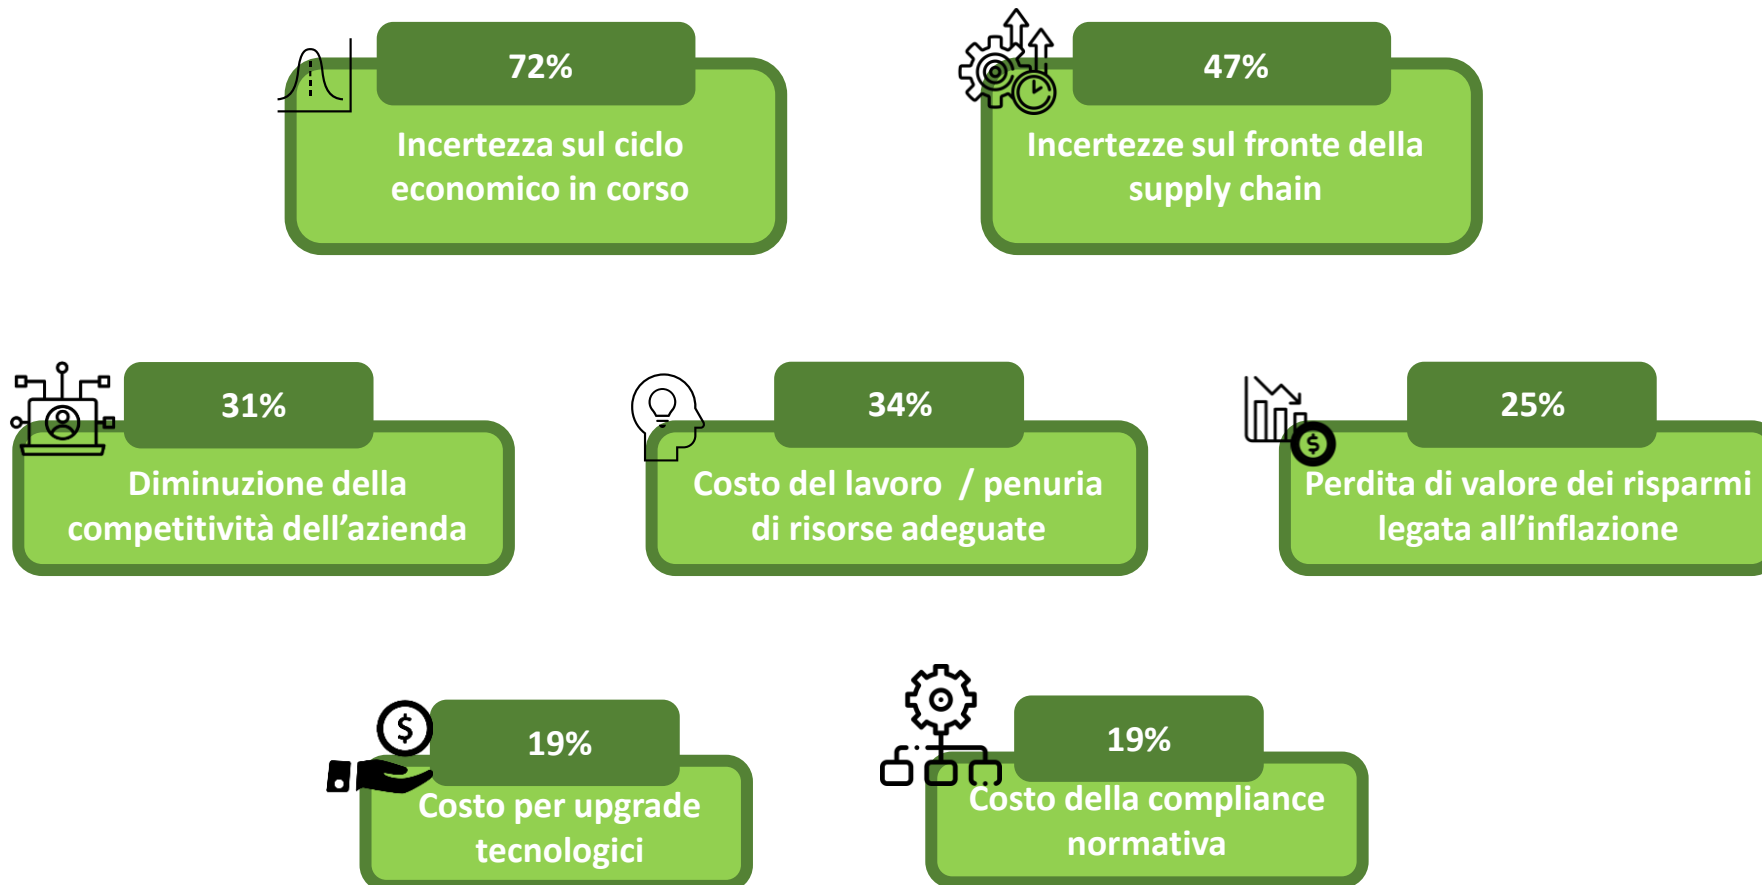 72%
Incertezza sul ciclo
economico in corso
47%
Incertezze sul fronte della
supply chain
31%
Diminuzione della
competitività dell’azienda
34%
Costo del lavoro / penuria
di risorse adeguate
25%
Perdita di valore dei risparmi
legata all’inflazione
19%
Costo per upgrade
tecnologici
19%
Costo della compliance
normativa